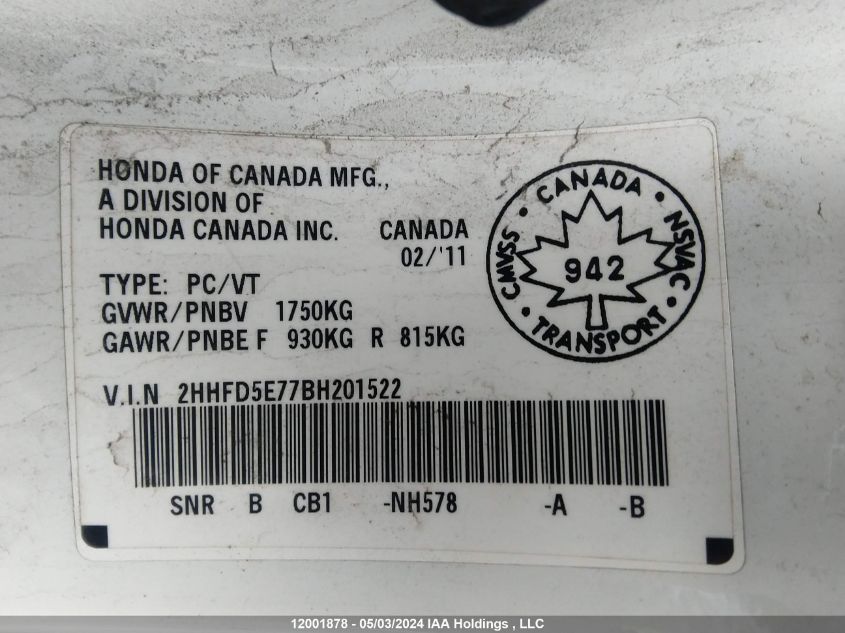 HONDA OF CANADA MFG.,
A DIVISION OF
HONDA CANADA INC. CANADA
02/'11
TYPE: PC/VT
GVWR/PNBV 1750KG
GAWR/PNBE F 930KG R 815KG
CMVSS · CANADA · NSVAC · TRANSPORT ·
942
V.I.N 2HHFD5E77BH201522
SNR B CB1 -NH578 -A -B
12001878 - 05/03/2024 IAA Holdings , LLC